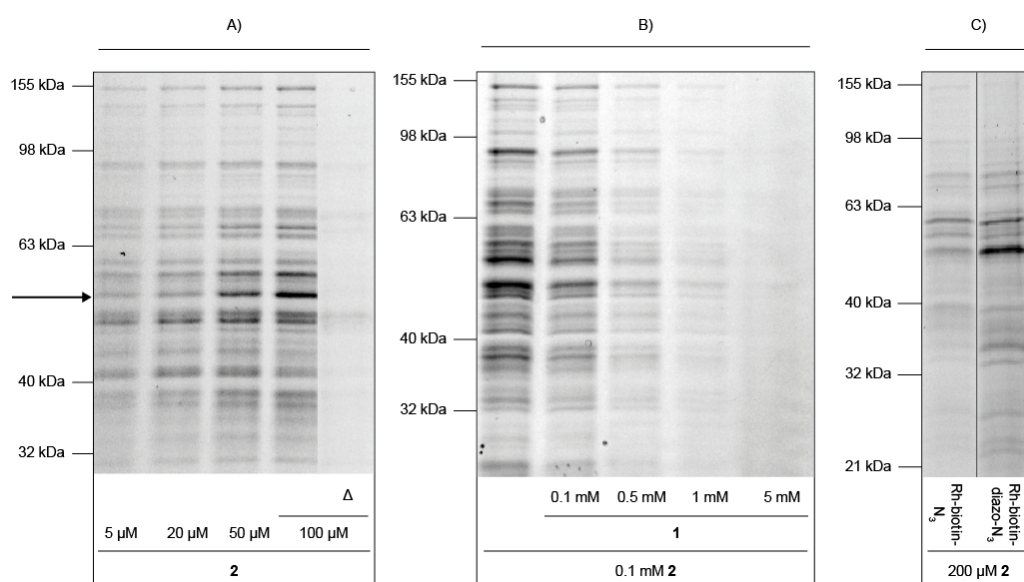 A)
155 kDa
98 kDa
63 kDa
40 kDa
32 kDa
Δ
5 µM 20 µM 50 µM 100 µM
2
B)
155 kDa
98 kDa
63 kDa
40 kDa
32 kDa
0.1 mM 0.5 mM 1 mM 5 mM
1
0.1 mM 2
C)
155 kDa
98 kDa
63 kDa
40 kDa
32 kDa
21 kDa
Rh-biotin-
N3
Rh-biotin-
diazo-N3
200 µM 2